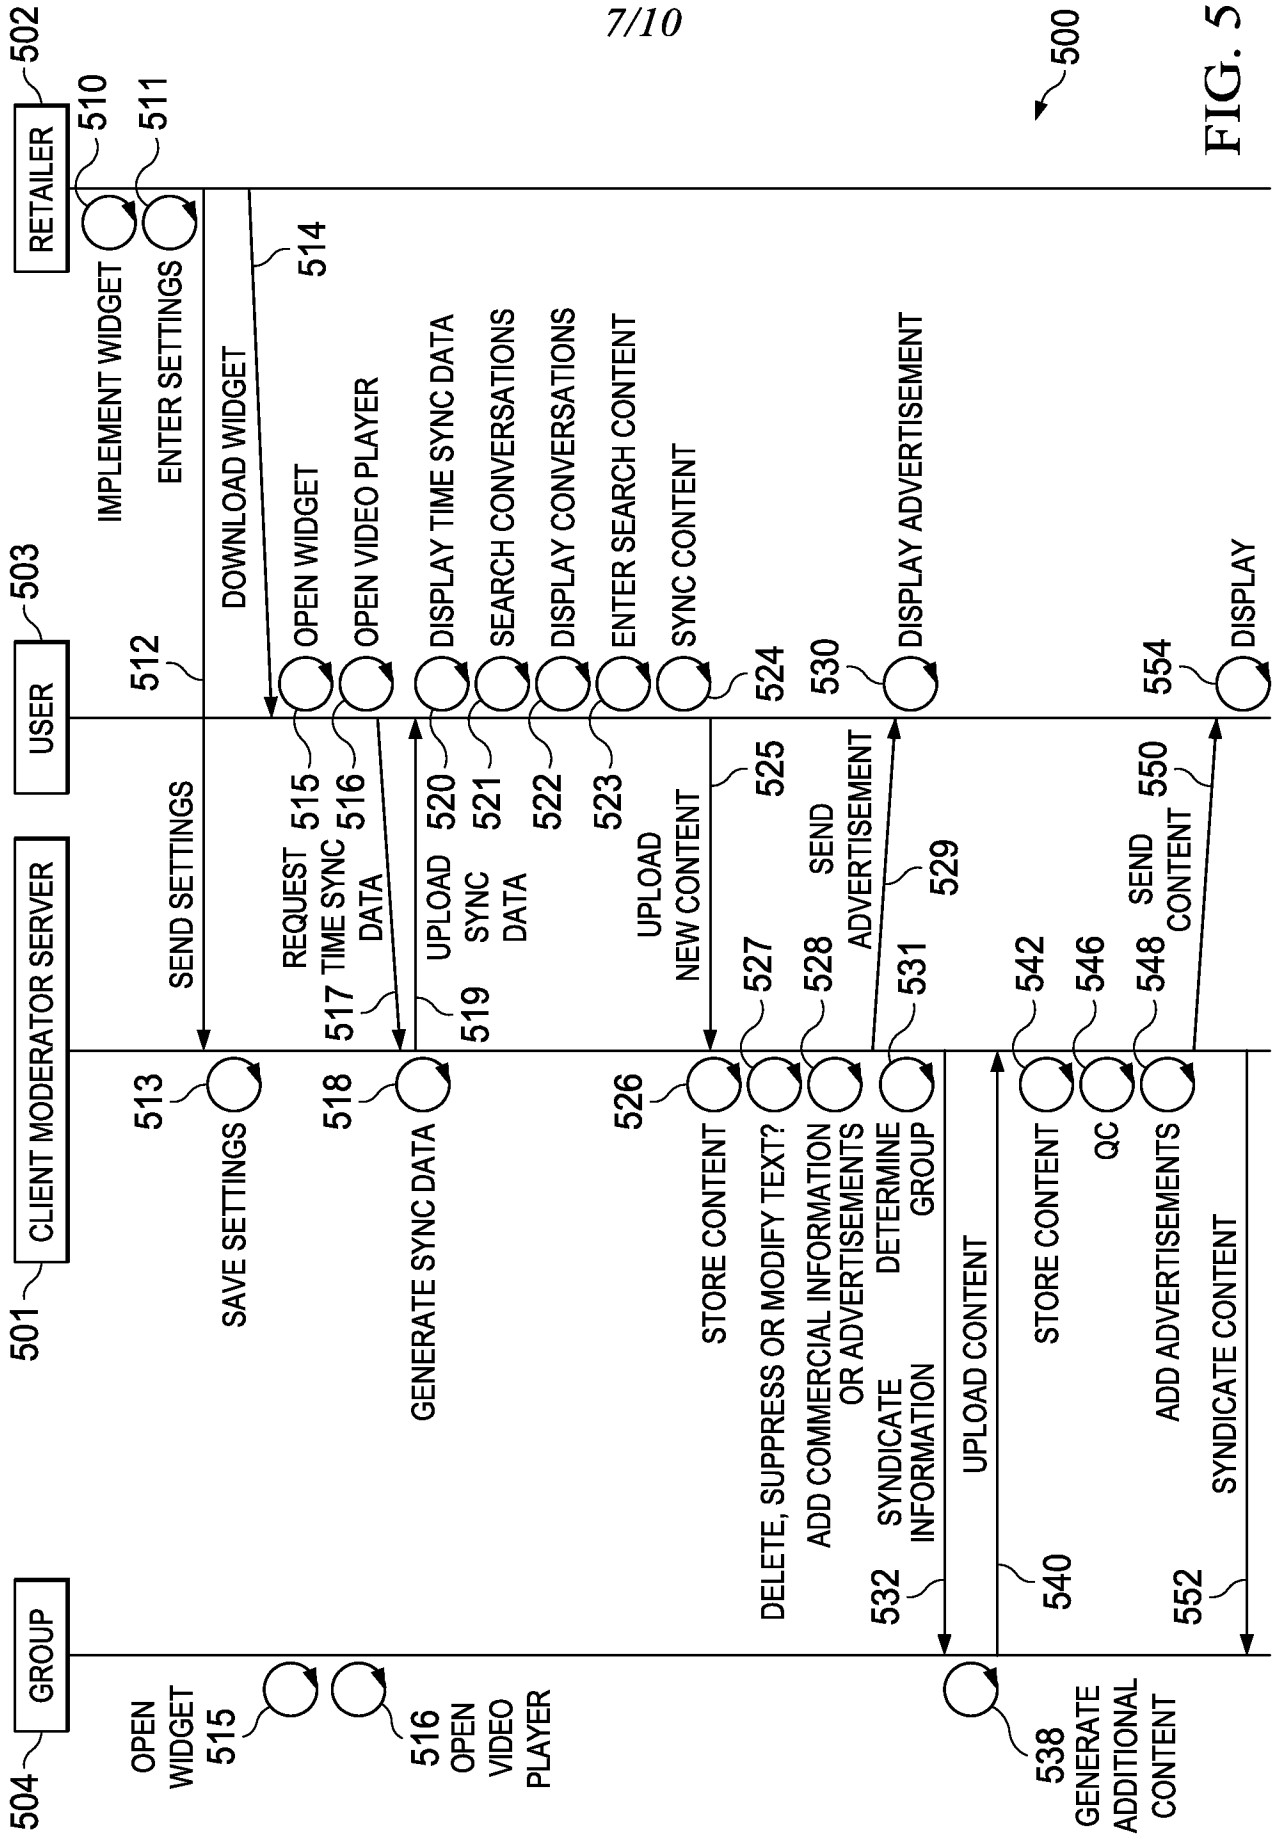 7/10
504
GROUP
501
CLIENT MODERATOR SERVER
503
USER
502
RETAILER
510
IMPLEMENT WIDGET
511
ENTER SETTINGS
SEND SETTINGS
512
513
SAVE SETTINGS
DOWNLOAD WIDGET
514
OPEN
WIDGET
515
515
OPEN WIDGET
516
OPEN
VIDEO
PLAYER
516
OPEN VIDEO PLAYER
REQUEST
517 TIME SYNC
DATA
518
GENERATE SYNC DATA
UPLOAD
SYNC
DATA
519
520
DISPLAY TIME SYNC DATA
521
SEARCH CONVERSATIONS
522
DISPLAY CONVERSATIONS
523
ENTER SEARCH CONTENT
SYNC CONTENT
524
UPLOAD
NEW CONTENT
525
526
STORE CONTENT
527
DELETE, SUPPRESS OR MODIFY TEXT?
528
ADD COMMERCIAL INFORMATION
OR ADVERTISEMENTS
SEND
ADVERTISEMENT
529
530
DISPLAY ADVERTISEMENT
531
DETERMINE
GROUP
SYNDICATE
INFORMATION
532
538
GENERATE
ADDITIONAL
CONTENT
UPLOAD CONTENT
540
542
STORE CONTENT
546
QC
548
ADD ADVERTISEMENTS
SEND
CONTENT
550
SYNDICATE CONTENT
552
554
DISPLAY
500
FIG. 5